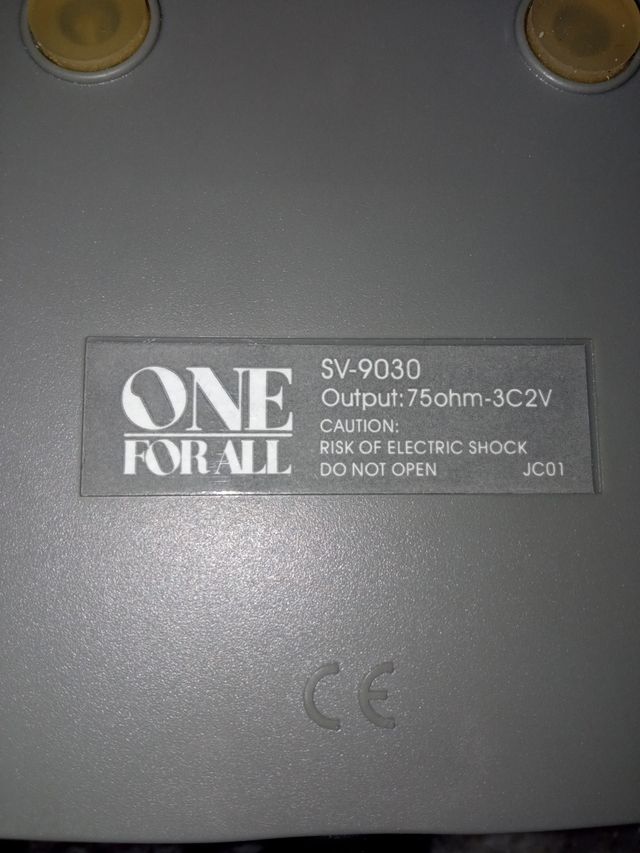 ONE
FOR ALL
SV-9030
Output:75ohm-3C2V
CAUTION:
RISK OF ELECTRIC SHOCK
DO NOT OPEN JC01
CE